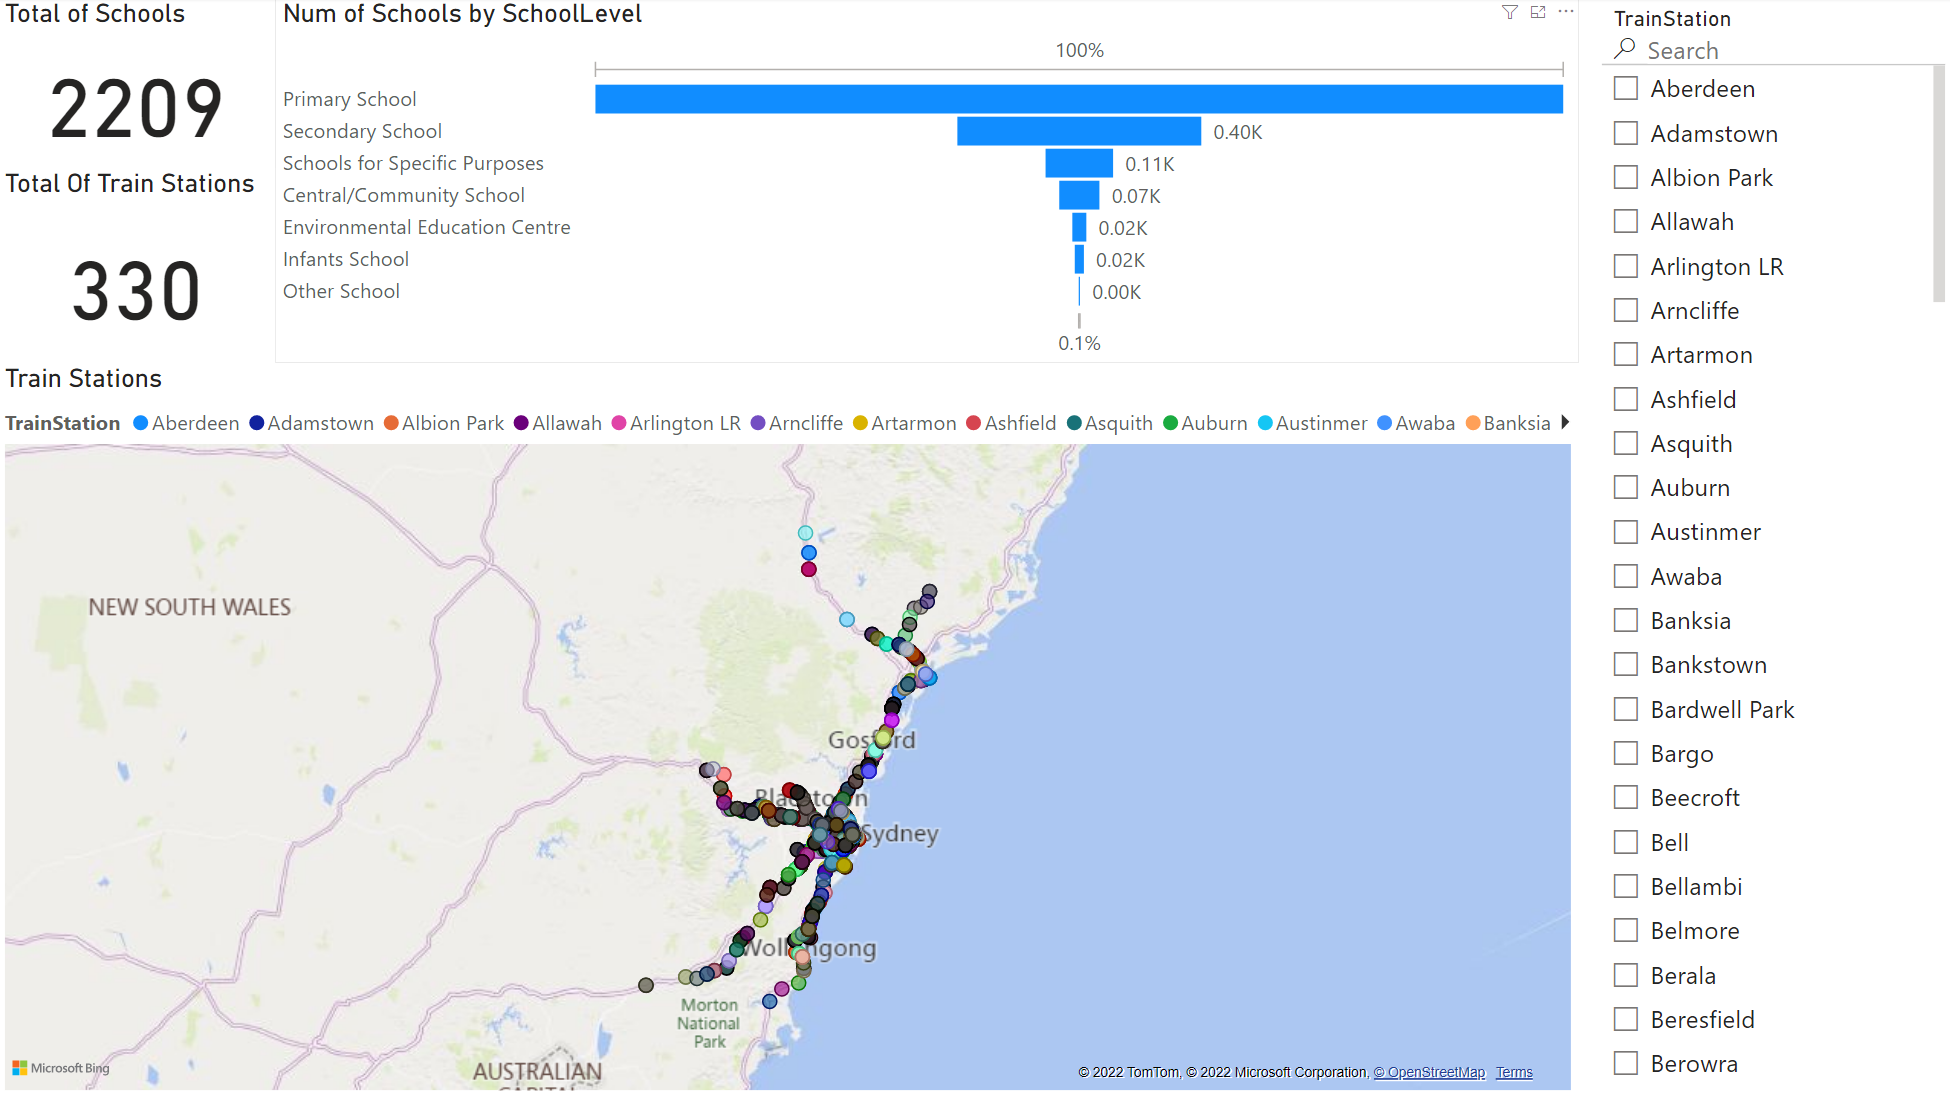 Total of Schools
2209
Total Of Train Stations
330
Num of Schools by SchoolLevel
100%
Primary School
Secondary School 0.40K
Schools for Specific Purposes 0.11K
Central/Community School 0.07K
Environmental Education Centre 0.02K
Infants School 0.02K
Other School 0.00K
0.1%
Train Stations
TrainStation Aberdeen Adamstown Albion Park Allawah Arlington LR Arncliffe Artarmon Ashfield Asquith Auburn Austinmer Awaba Banksia
NEW SOUTH WALES
Sydney
Morton
National
Park
AUSTRALIAN
Microsoft Bing
© 2022 TomTom, © 2022 Microsoft Corporation, © OpenStreetMap Terms
TrainStation
Search
Aberdeen
Adamstown
Albion Park
Allawah
Arlington LR
Arncliffe
Artarmon
Ashfield
Asquith
Auburn
Austinmer
Awaba
Banksia
Bankstown
Bardwell Park
Bargo
Beecroft
Bell
Bellambi
Belmore
Berala
Beresfield
Berowra